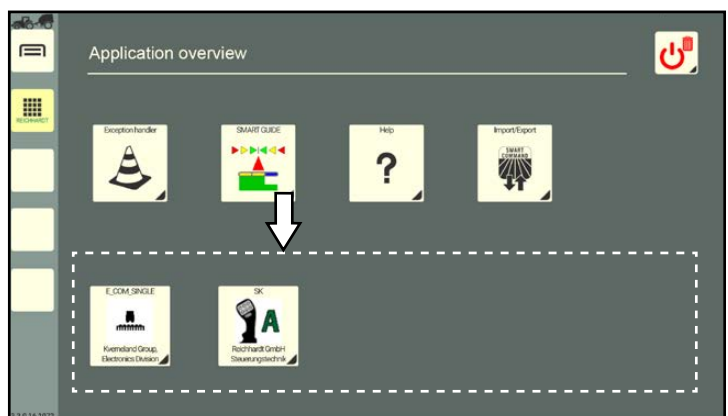 Application overview
REICHHARDT
Exception handler
SMART GUIDE
Help
?
Import/Export
SMART
COMMAND
E_COM_SINGLE
Kverneland Group,
Electronics Division
SK
A
Reichhardt GmbH
Steuerungstechnik